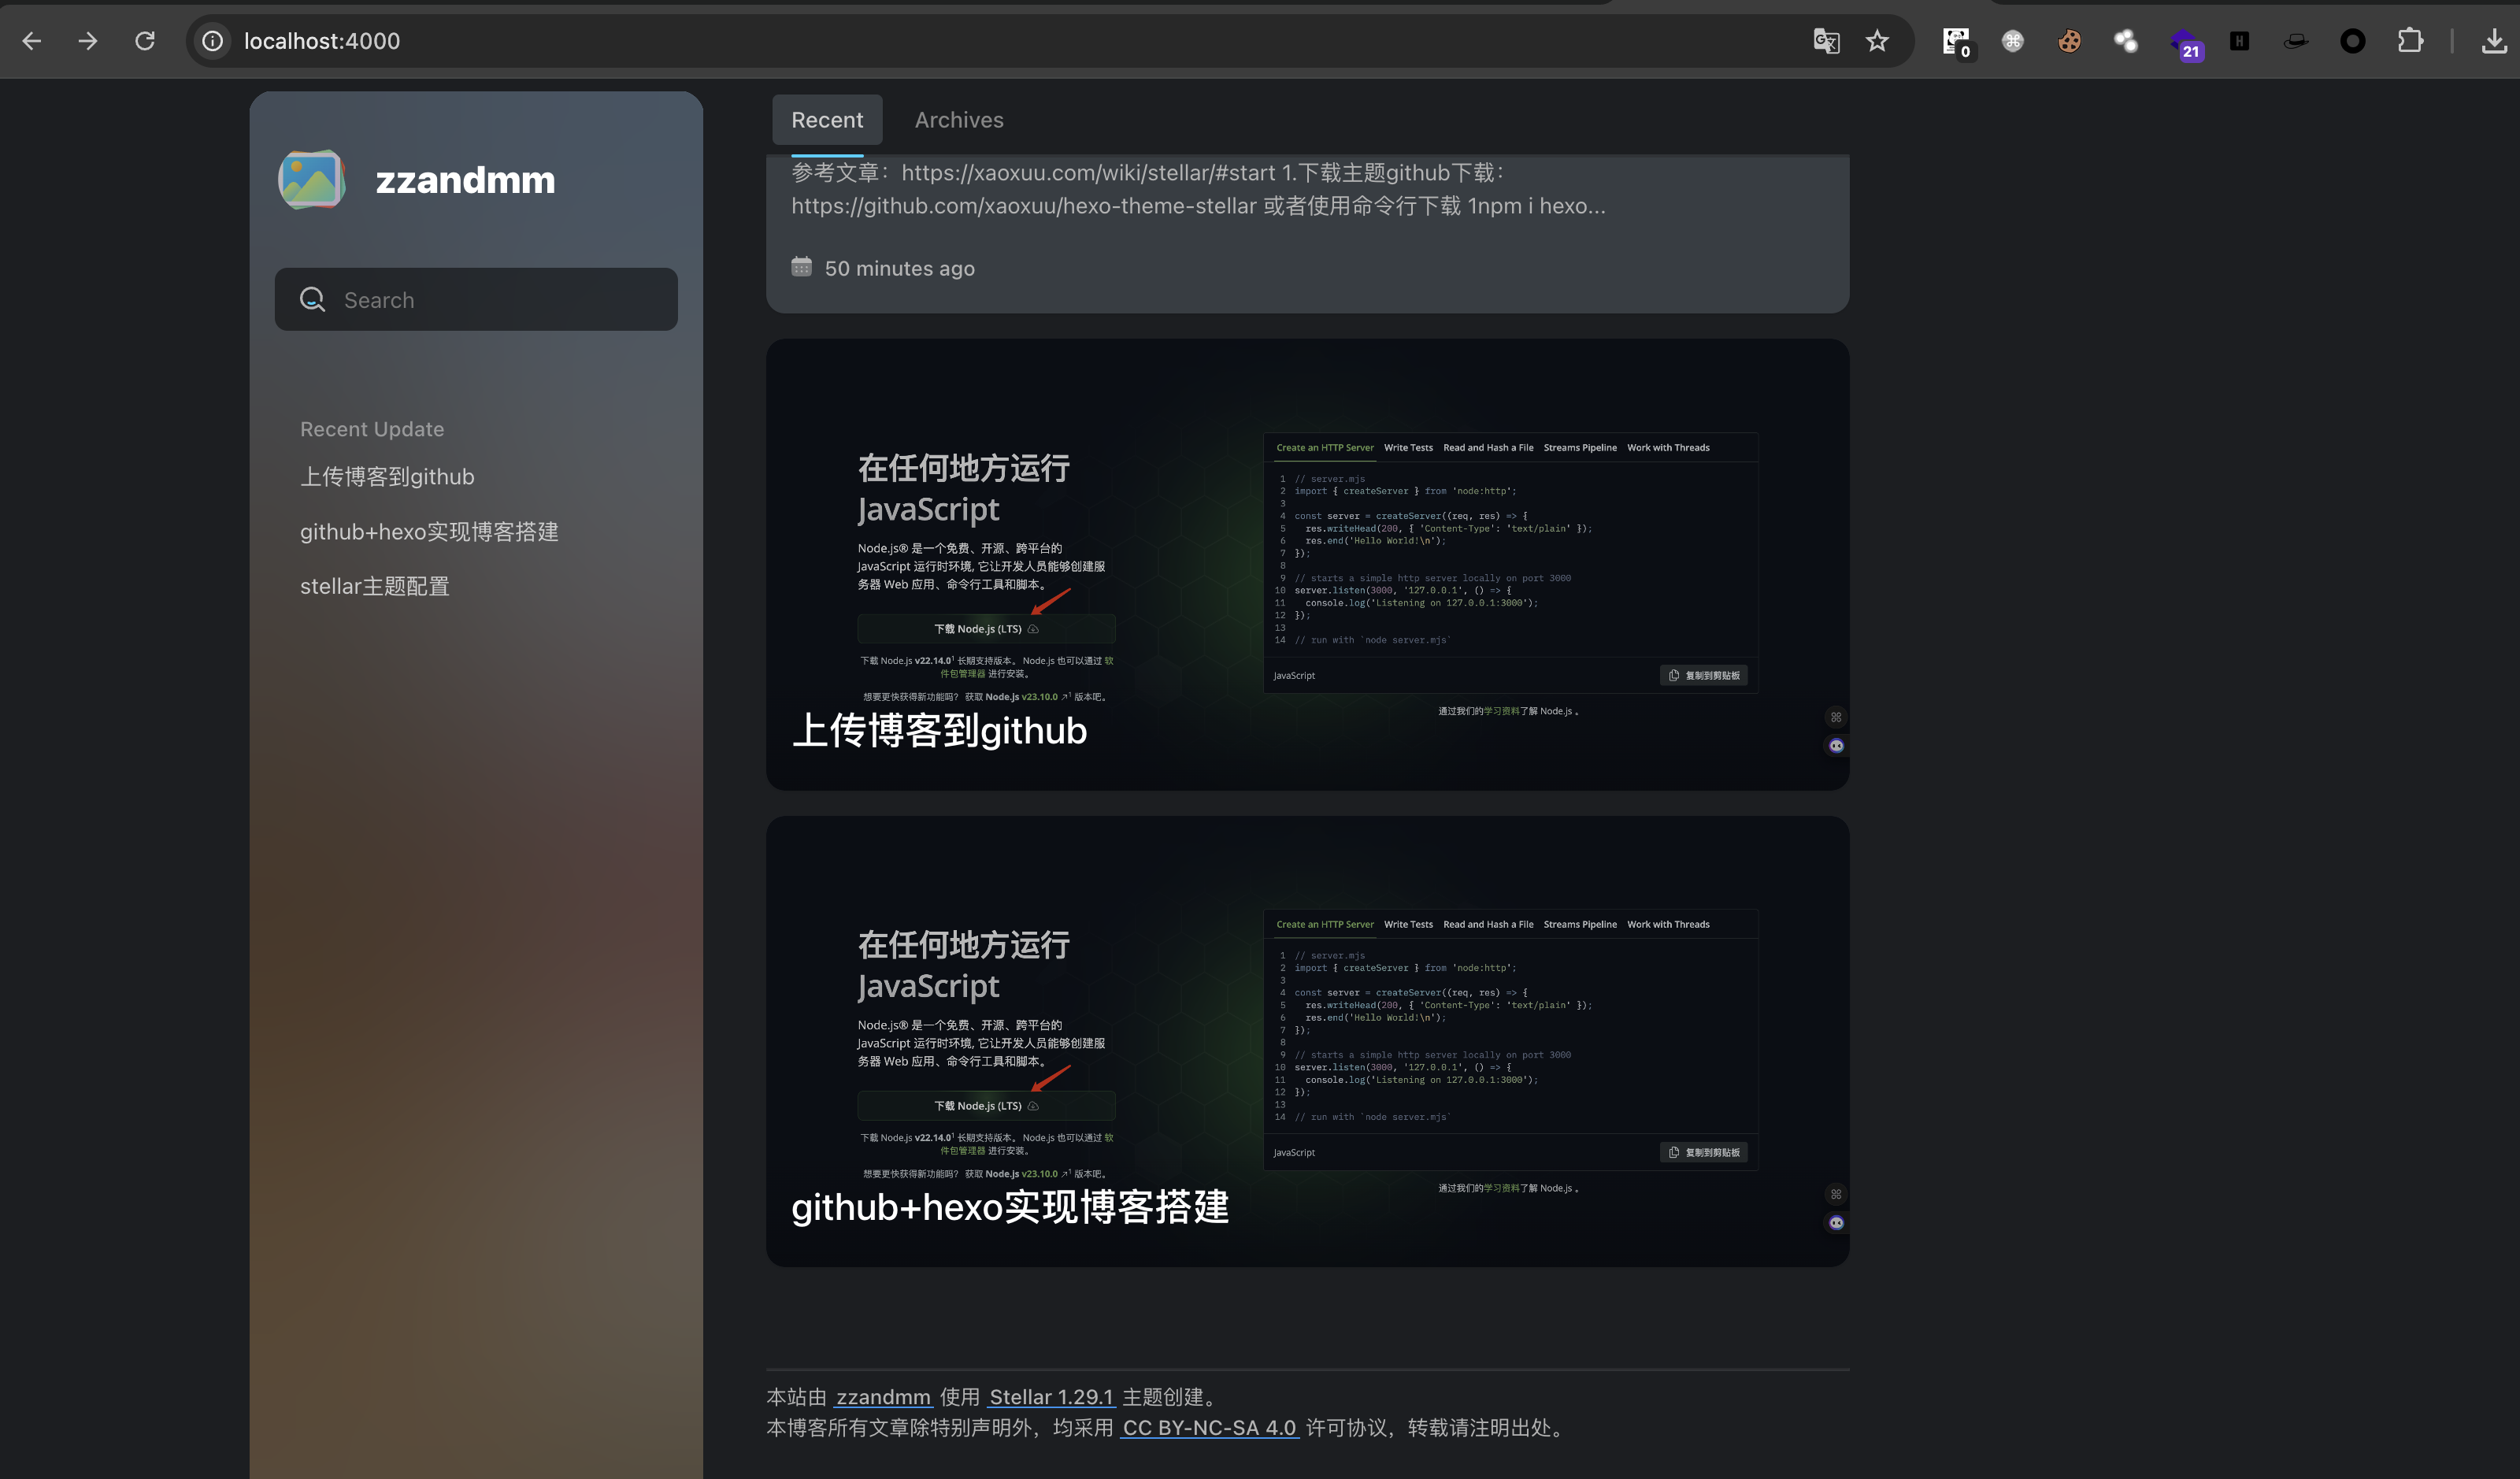 localhost:4000
0
21
H
zzandmm
Search
Recent Update
上传博客到github
github+hexo实现博客搭建
stellar主题配置
Recent
Archives
参考文章：https://xaoxuu.com/wiki/stellar/#start 1.下载主题github下载：
https://github.com/xaoxuu/hexo-theme-stellar 或者使用命令行下载 1npm i hexo...
50 minutes ago
在任何地方运行
JavaScript
Node.js® 是一个免费、开源、跨平台的
JavaScript 运行时环境, 它让开发人员能够创建服
务器 Web 应用、命令行工具和脚本。
下载 Node.js (LTS)
下载 Node.js v22.14.0¹ 长期支持版本。 Node.js 也可以通过 软
件包管理器 进行安装。
想要更快获得新功能吗？ 获取 Node.js v23.10.0 ↗¹ 版本吧。
Create an HTTP Server Write Tests Read and Hash a File Streams Pipeline Work with Threads
1 // server.mjs
2 import { createServer } from 'node:http';
3
4 const server = createServer((req, res) => {
5 res.writeHead(200, { 'Content-Type': 'text/plain' });
6 res.end('Hello World!\n');
7 });
8
9 // starts a simple http server locally on port 3000
10 server.listen(3000, '127.0.0.1', () => {
11 console.log('Listening on 127.0.0.1:3000');
12 });
13
14 // run with `node server.mjs`
JavaScript
复制到剪贴板
通过我们的学习资料了解 Node.js 。
上传博客到github
在任何地方运行
JavaScript
Node.js® 是一个免费、开源、跨平台的
JavaScript 运行时环境, 它让开发人员能够创建服
务器 Web 应用、命令行工具和脚本。
下载 Node.js (LTS)
下载 Node.js v22.14.0¹ 长期支持版本。 Node.js 也可以通过 软
件包管理器 进行安装。
想要更快获得新功能吗？ 获取 Node.js v23.10.0 ↗¹ 版本吧。
Create an HTTP Server Write Tests Read and Hash a File Streams Pipeline Work with Threads
1 // server.mjs
2 import { createServer } from 'node:http';
3
4 const server = createServer((req, res) => {
5 res.writeHead(200, { 'Content-Type': 'text/plain' });
6 res.end('Hello World!\n');
7 });
8
9 // starts a simple http server locally on port 3000
10 server.listen(3000, '127.0.0.1', () => {
11 console.log('Listening on 127.0.0.1:3000');
12 });
13
14 // run with `node server.mjs`
JavaScript
复制到剪贴板
通过我们的学习资料了解 Node.js 。
github+hexo实现博客搭建
本站由 zzandmm 使用 Stellar 1.29.1 主题创建。
本博客所有文章除特别声明外，均采用 CC BY-NC-SA 4.0 许可协议，转载请注明出处。